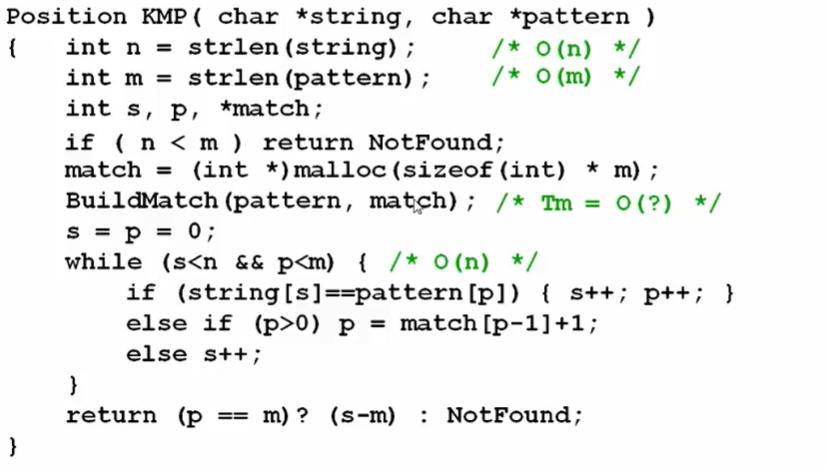 Position KMP( char *string, char *pattern )
{ int n = strlen(string); /* O(n) */
int m = strlen(pattern); /* O(m) */
int s, p, *match;
if ( n < m ) return NotFound;
match = (int *)malloc(sizeof(int) * m);
BuildMatch(pattern, match); /* Tm = O(?) */
s = p = 0;
while (s<n && p<m) { /* O(n) */
if (string[s]==pattern[p]) { s++; p++; }
else if (p>0) p = match[p-1]+1;
else s++;
}
return (p == m)? (s-m) : NotFound;
}